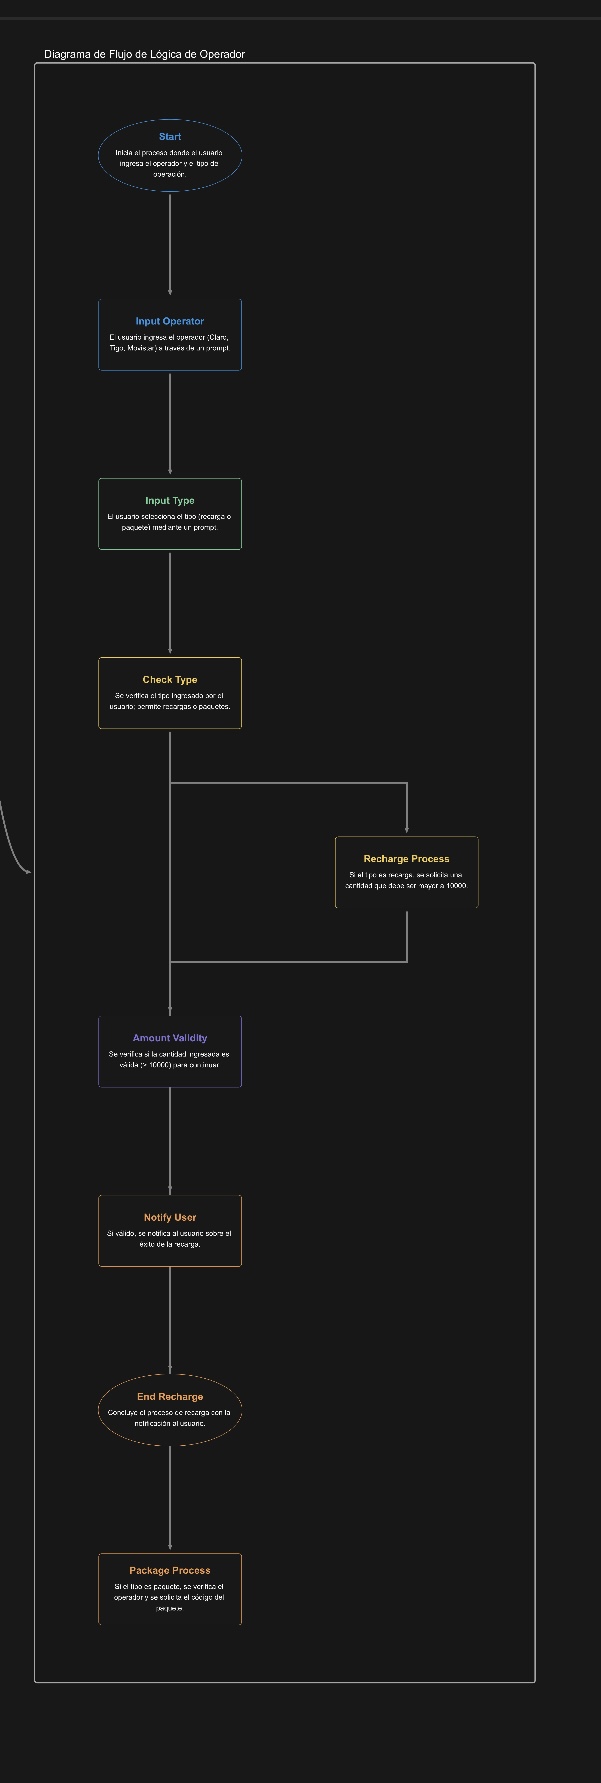 Diagrama de Flujo de Lógica de Operador
Start
Inicia el proceso donde el usuario
ingresa el operador y el tipo de
operación.
Input Operator
El usuario ingresa el operador (Claro,
Tigo, Movistar) a través de un prompt.
Input Type
El usuario selecciona el tipo (recarga o
paquete) mediante un prompt.
Check Type
Se verifica el tipo ingresado por el
usuario; permite recargas o paquetes.
Recharge Process
Si el tipo es recarga, se solicita una
cantidad que debe ser mayor a 10000.
Amount Validity
Se verifica si la cantidad ingresada es
válida (> 10000) para continuar.
Notify User
Si válido, se notifica al usuario sobre el
éxito de la recarga.
End Recharge
Concluye el proceso de recarga con la
notificación al usuario.
Package Process
Si el tipo es paquete, se verifica el
operador y se solicita el código del
paquete.